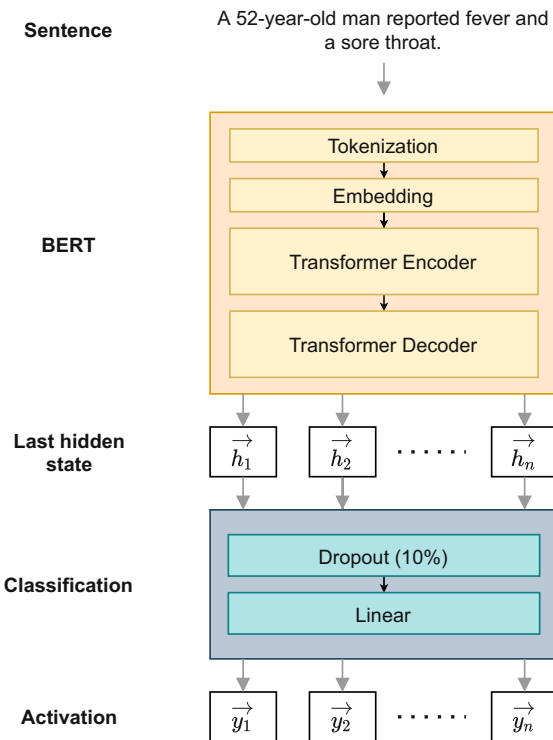 Sentence
A 52-year-old man reported fever and
a sore throat.
BERT
Tokenization
Embedding
Transformer Encoder
Transformer Decoder
Last hidden
state
h₁ h₂ ...... hₙ
Classification
Dropout (10%)
Linear
Activation
y₁ y₂ ...... yₙ